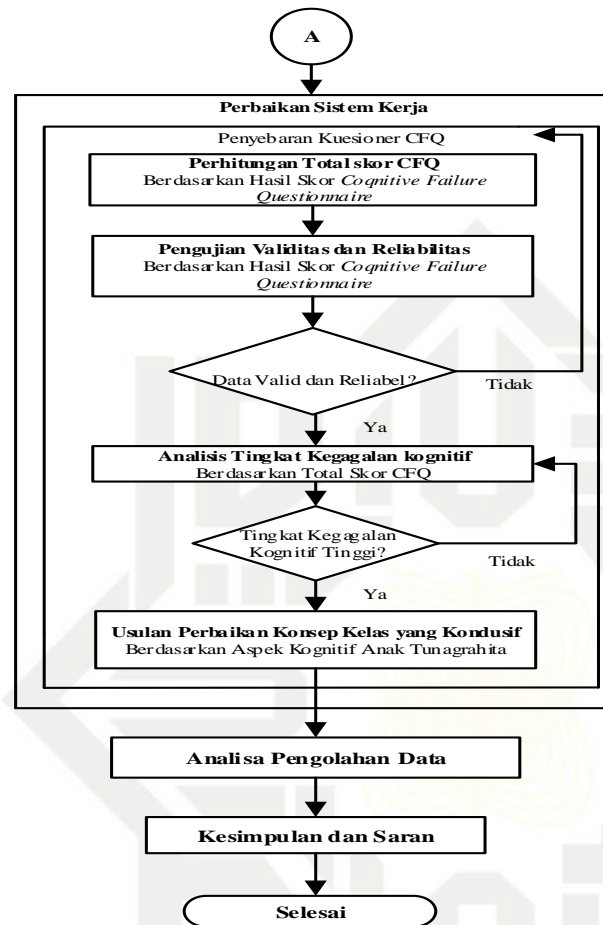 A
Perbaikan Sistem Kerja
Penyebaran Kuesioner CFQ
Perhitungan Total skor CFQ
Berdasarkan Hasil Skor Coqnitive Failure
Questionnaire
Pengujian Validitas dan Reliabilitas
Berdasarkan Hasil Skor Coqnitive Failure
Questionnaire
Data Valid dan Reliabel?
Tidak
Ya
Analisis Tingkat Kegagalan kognitif
Berdasarkan Total Skor CFQ
Tingkat Kegagalan
Kognitif Tinggi?
Tidak
Ya
Usulan Perbaikan Konsep Kelas yang Kondusif
Berdasarkan Aspek Kognitif Anak Tunagrahita
Analisa Pengolahan Data
Kesimpulan dan Saran
Selesai